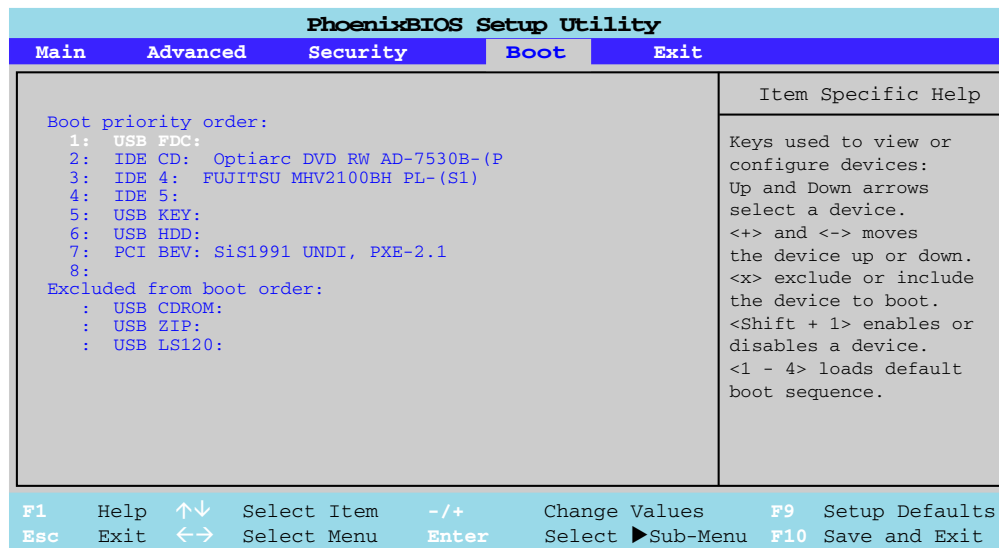 PhoenixBIOS Setup Utility
Main Advanced Security Boot Exit
Boot priority order:
1: USB FDC:
2: IDE CD: Optiarc DVD RW AD-7530B-(P
3: IDE 4: FUJITSU MHV2100BH PL-(S1)
4: IDE 5:
5: USB KEY:
6: USB HDD:
7: PCI BEV: SiS1991 UNDI, PXE-2.1
8:
Excluded from boot order:
: USB CDROM:
: USB ZIP:
: USB LS120:
Item Specific Help
Keys used to view or
configure devices:
Up and Down arrows
select a device.
<+> and <-> moves
the device up or down.
<x> exclude or include
the device to boot.
<Shift + 1> enables or
disables a device.
<1 - 4> loads default
boot sequence.
F1 Help ↑↓ Select Item -/+ Change Values F9 Setup Defaults
Esc Exit ←→ Select Menu Enter Select ▶Sub-Menu F10 Save and Exit